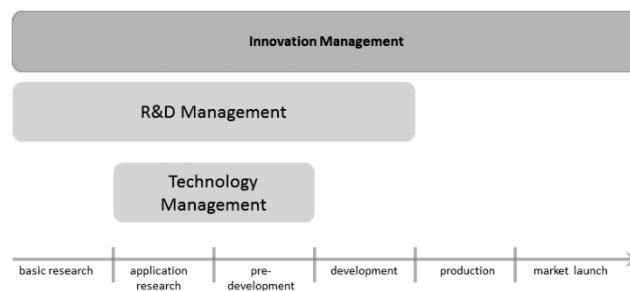 Innovation Management
R&D Management
Technology
Management
basic research
application
research
pre-
development
development
production
market launch